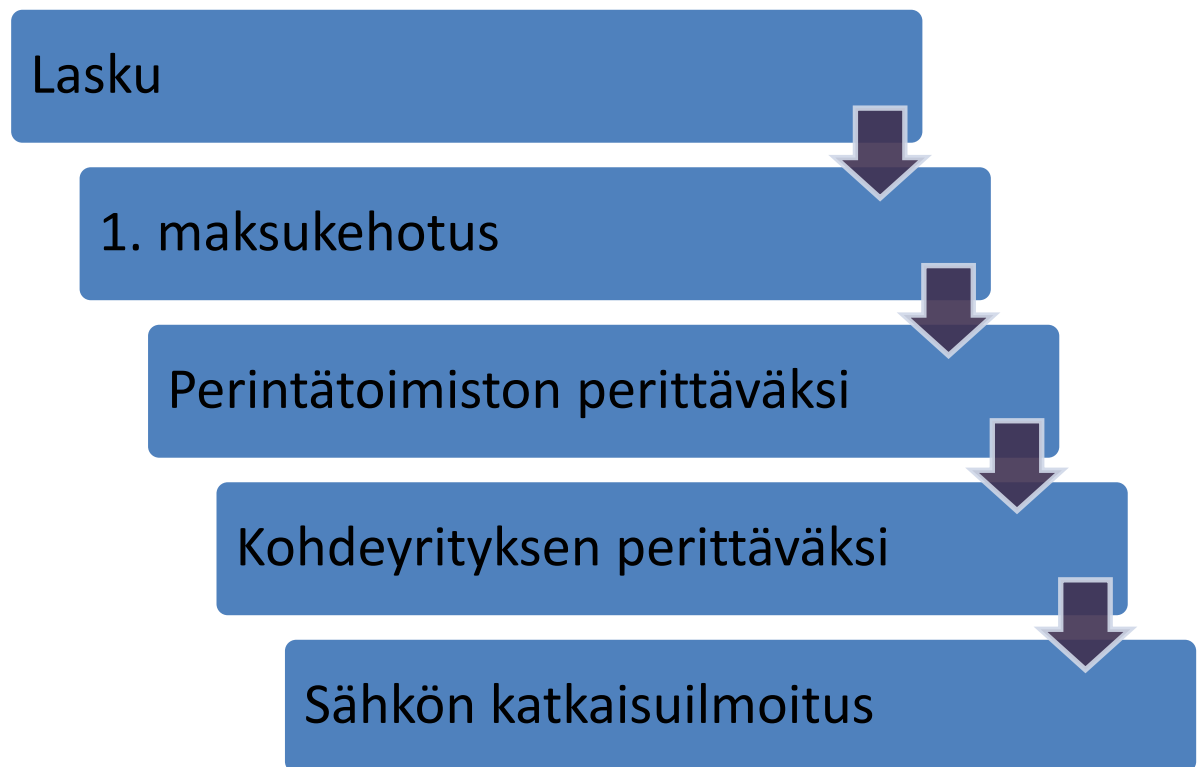 Lasku
1. maksukehotus
Perintätoimiston perittäväksi
Kohdeyrityksen perittäväksi
Sähkön katkaisuilmoitus